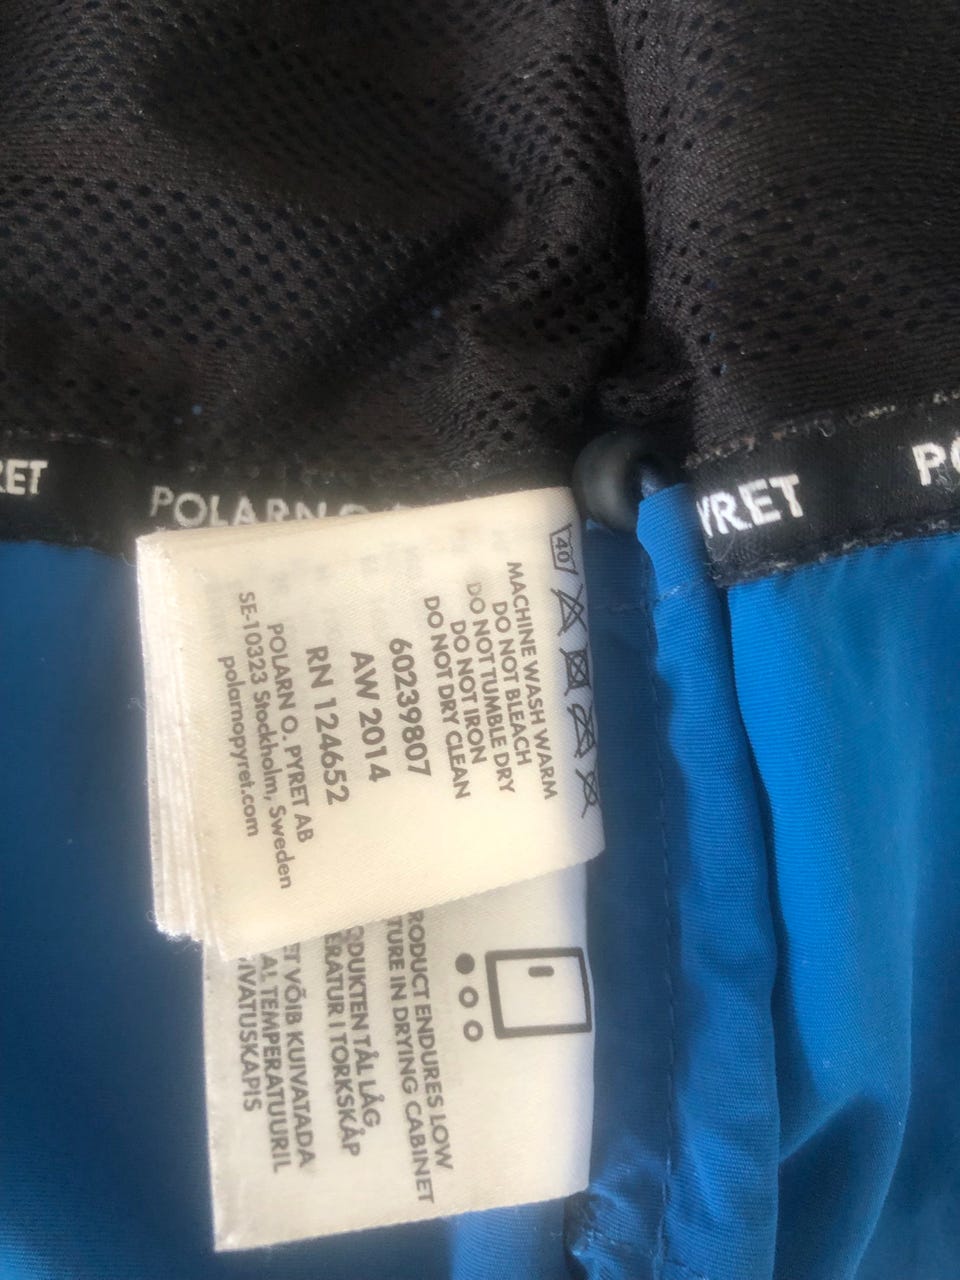 RET
POLARN O.
YRET
PO
40
MACHINE WASH WARM
DO NOT BLEACH
DO NOT TUMBLE DRY
DO NOT IRON
DO NOT DRY CLEAN
60239807
AW 2014
RN 124652
POLARN O. PYRET AB
SE-10323 Stockholm, Sweden
polarnopyret.com
RODUCT ENDURES LOW
TURE IN DRYING CABINET
ODUKTEN TÅL LÅG
ERATUR I TORKSKÅP
ET VÕIB KUIVATADA
AL TEMPERATUURIL
IVATUSKAPIS